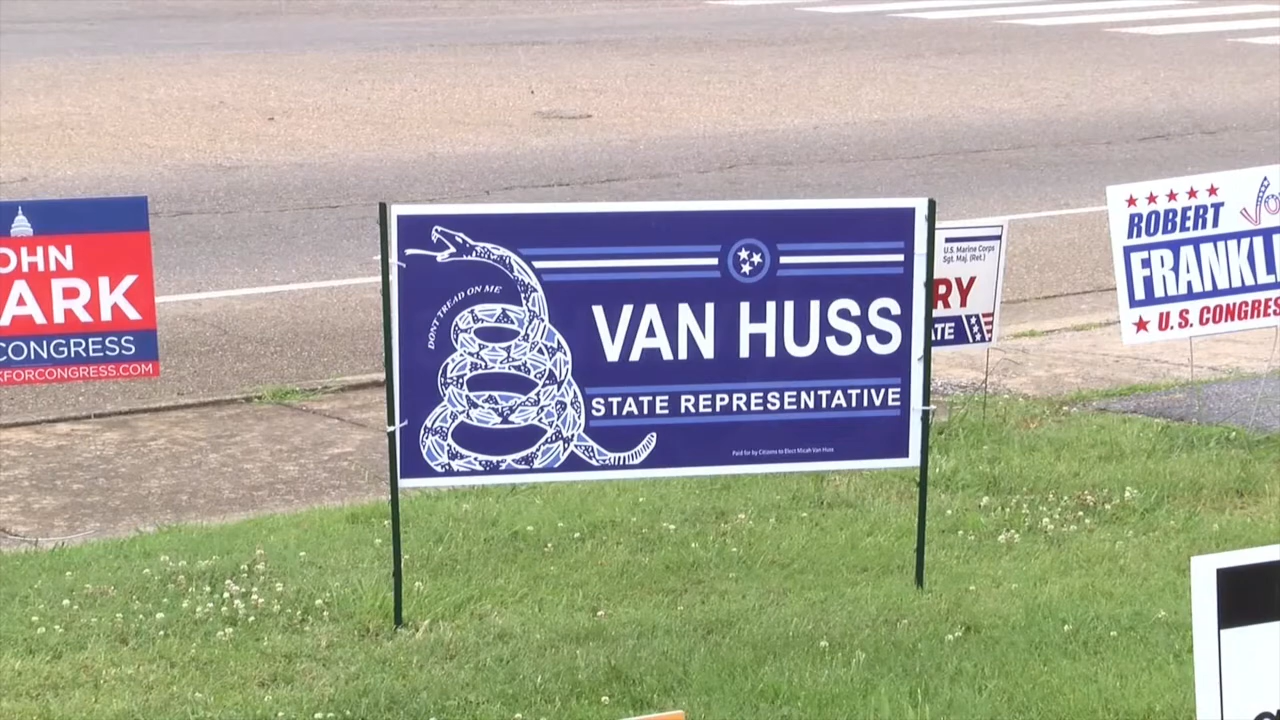 OHN
ARK
CONGRESS
KFORCONGRESS.COM
DON'T TREAD ON ME
VAN HUSS
STATE REPRESENTATIVE
Paid for by Citizens to Elect Micah Van Huss
U.S. Marine Corps
Sgt. Maj. (Ret.)
RY
ATE
ROBERT
FRANKLI
U.S. CONGRES